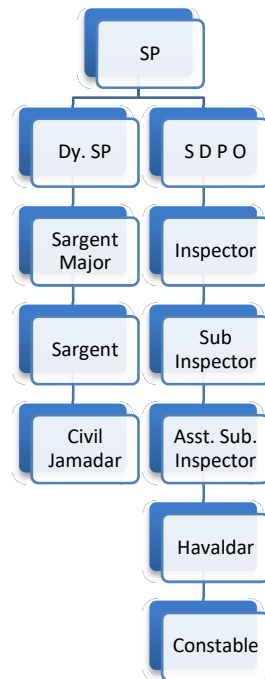 SP
Dy. SP
S D P O
Sargent
Major
Inspector
Sargent
Sub
Inspector
Civil
Jamadar
Asst. Sub.
Inspector
Havaldar
Constable